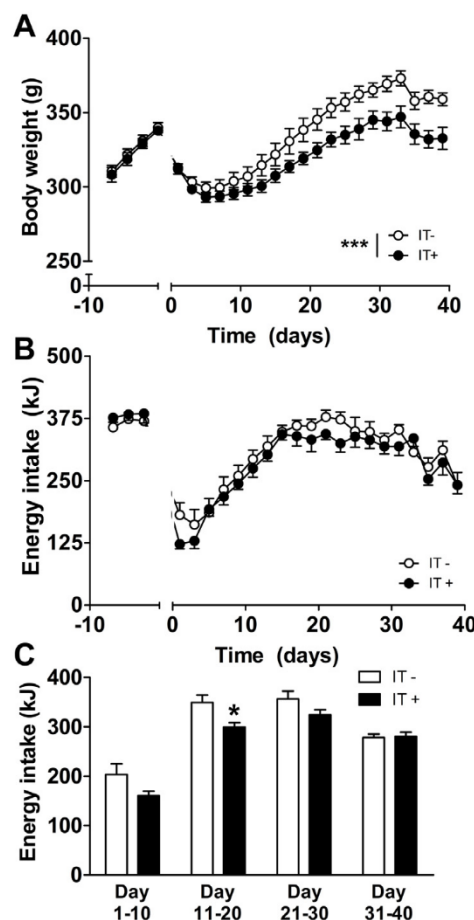 A
Body weight (g)
400
350
300
250
0
-10 0 10 20 30 40
Time (days)
***
IT-
IT+
B
Energy intake (kJ)
500
375
250
125
0
-10 0 10 20 30 40
Time (days)
IT -
IT +
C
Energy intake (kJ)
400
300
200
100
0
*
IT -
IT +
Day Day Day Day
1-10 11-20 21-30 31-40